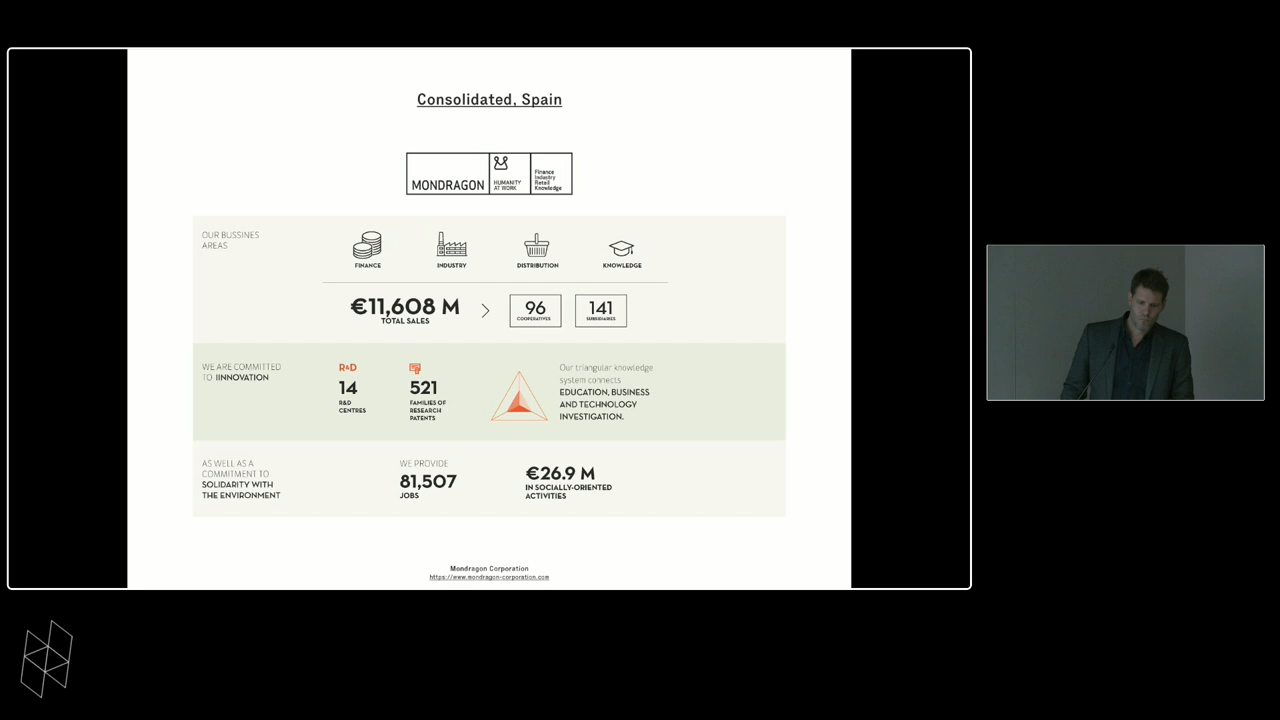 Consolidated, Spain
MONDRAGON
HUMANITY
AT WORK
Finance
Industry
Retail
Knowledge
OUR BUSSINES
AREAS
FINANCE
INDUSTRY
DISTRIBUTION
KNOWLEDGE
€11,608 M
TOTAL SALES
96
COOPERATIVES
141
SUBSIDIARIES
WE ARE COMMITTED
TO IINNOVATION
R&D
14
R&D
CENTRES
521
FAMILIES OF
RESEARCH
PATENTS
Our triangular knowledge
system connects
EDUCATION, BUSINESS
AND TECHNOLOGY
INVESTIGATION.
AS WELL AS A
COMMITMENT TO
SOLIDARITY WITH
THE ENVIRONMENT
WE PROVIDE
81,507
JOBS
€26.9 M
IN SOCIALLY-ORIENTED
ACTIVITIES
Mondragon Corporation
https://www.mondragon-corporation.com